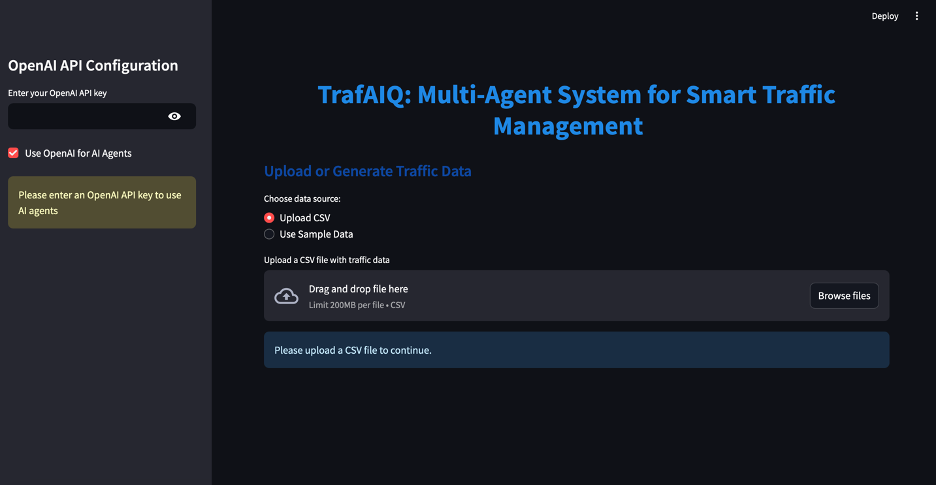 Deploy
OpenAI API Configuration
Enter your OpenAI API key
Use OpenAI for AI Agents
Please enter an OpenAI API key to use
AI agents
TrafAIQ: Multi-Agent System for Smart Traffic
Management
Upload or Generate Traffic Data
Choose data source:
Upload CSV
Use Sample Data
Upload a CSV file with traffic data
Drag and drop file here
Limit 200MB per file • CSV
Browse files
Please upload a CSV file to continue.